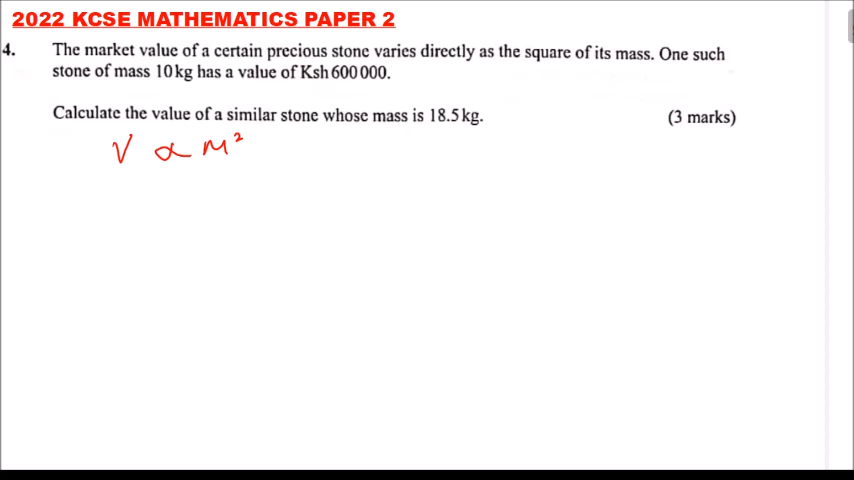 2022 KCSE MATHEMATICS PAPER 2
4. The market value of a certain precious stone varies directly as the square of its mass. One such
stone of mass 10 kg has a value of Ksh 600 000.
Calculate the value of a similar stone whose mass is 18.5 kg. (3 marks)
V ∝ M²